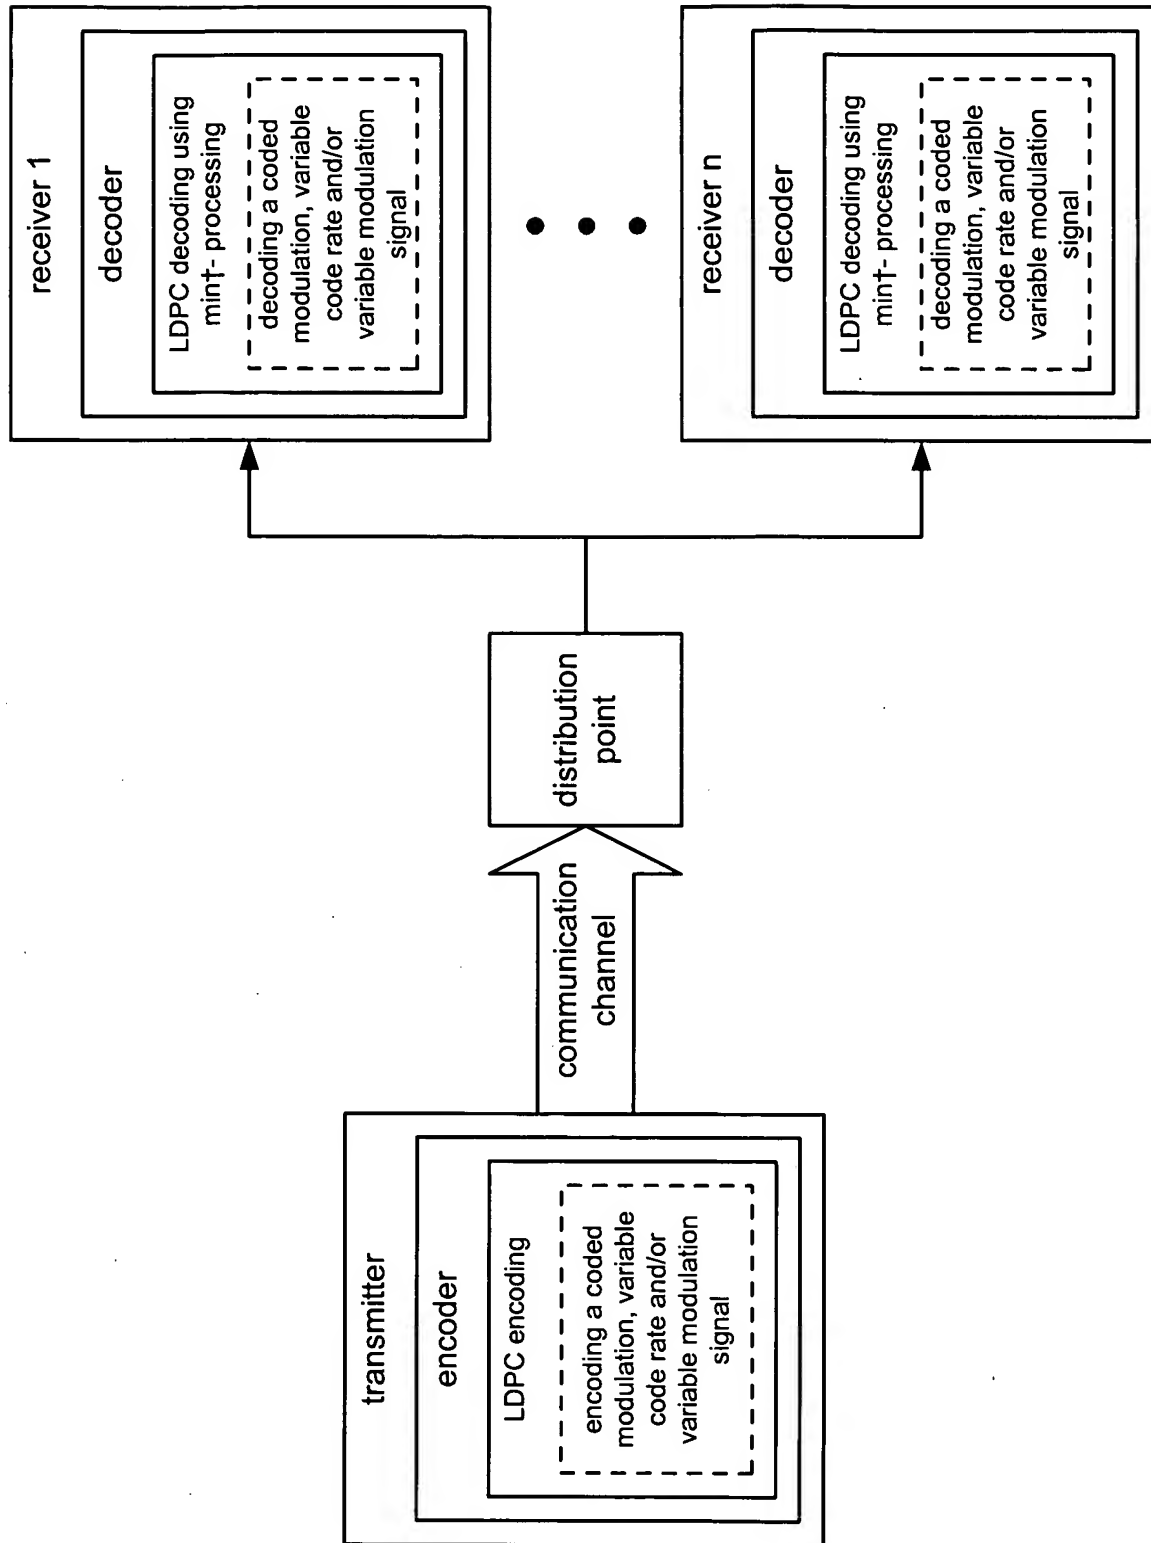 transmitter
encoder
LDPC encoding
encoding a coded
modulation, variable
code rate and/or
variable modulation
signal
communication
channel
distribution
point
receiver 1
decoder
LDPC decoding using
min†- processing
decoding a coded
modulation, variable
code rate and/or
variable modulation
signal
receiver n
decoder
LDPC decoding using
min†- processing
decoding a coded
modulation, variable
code rate and/or
variable modulation
signal